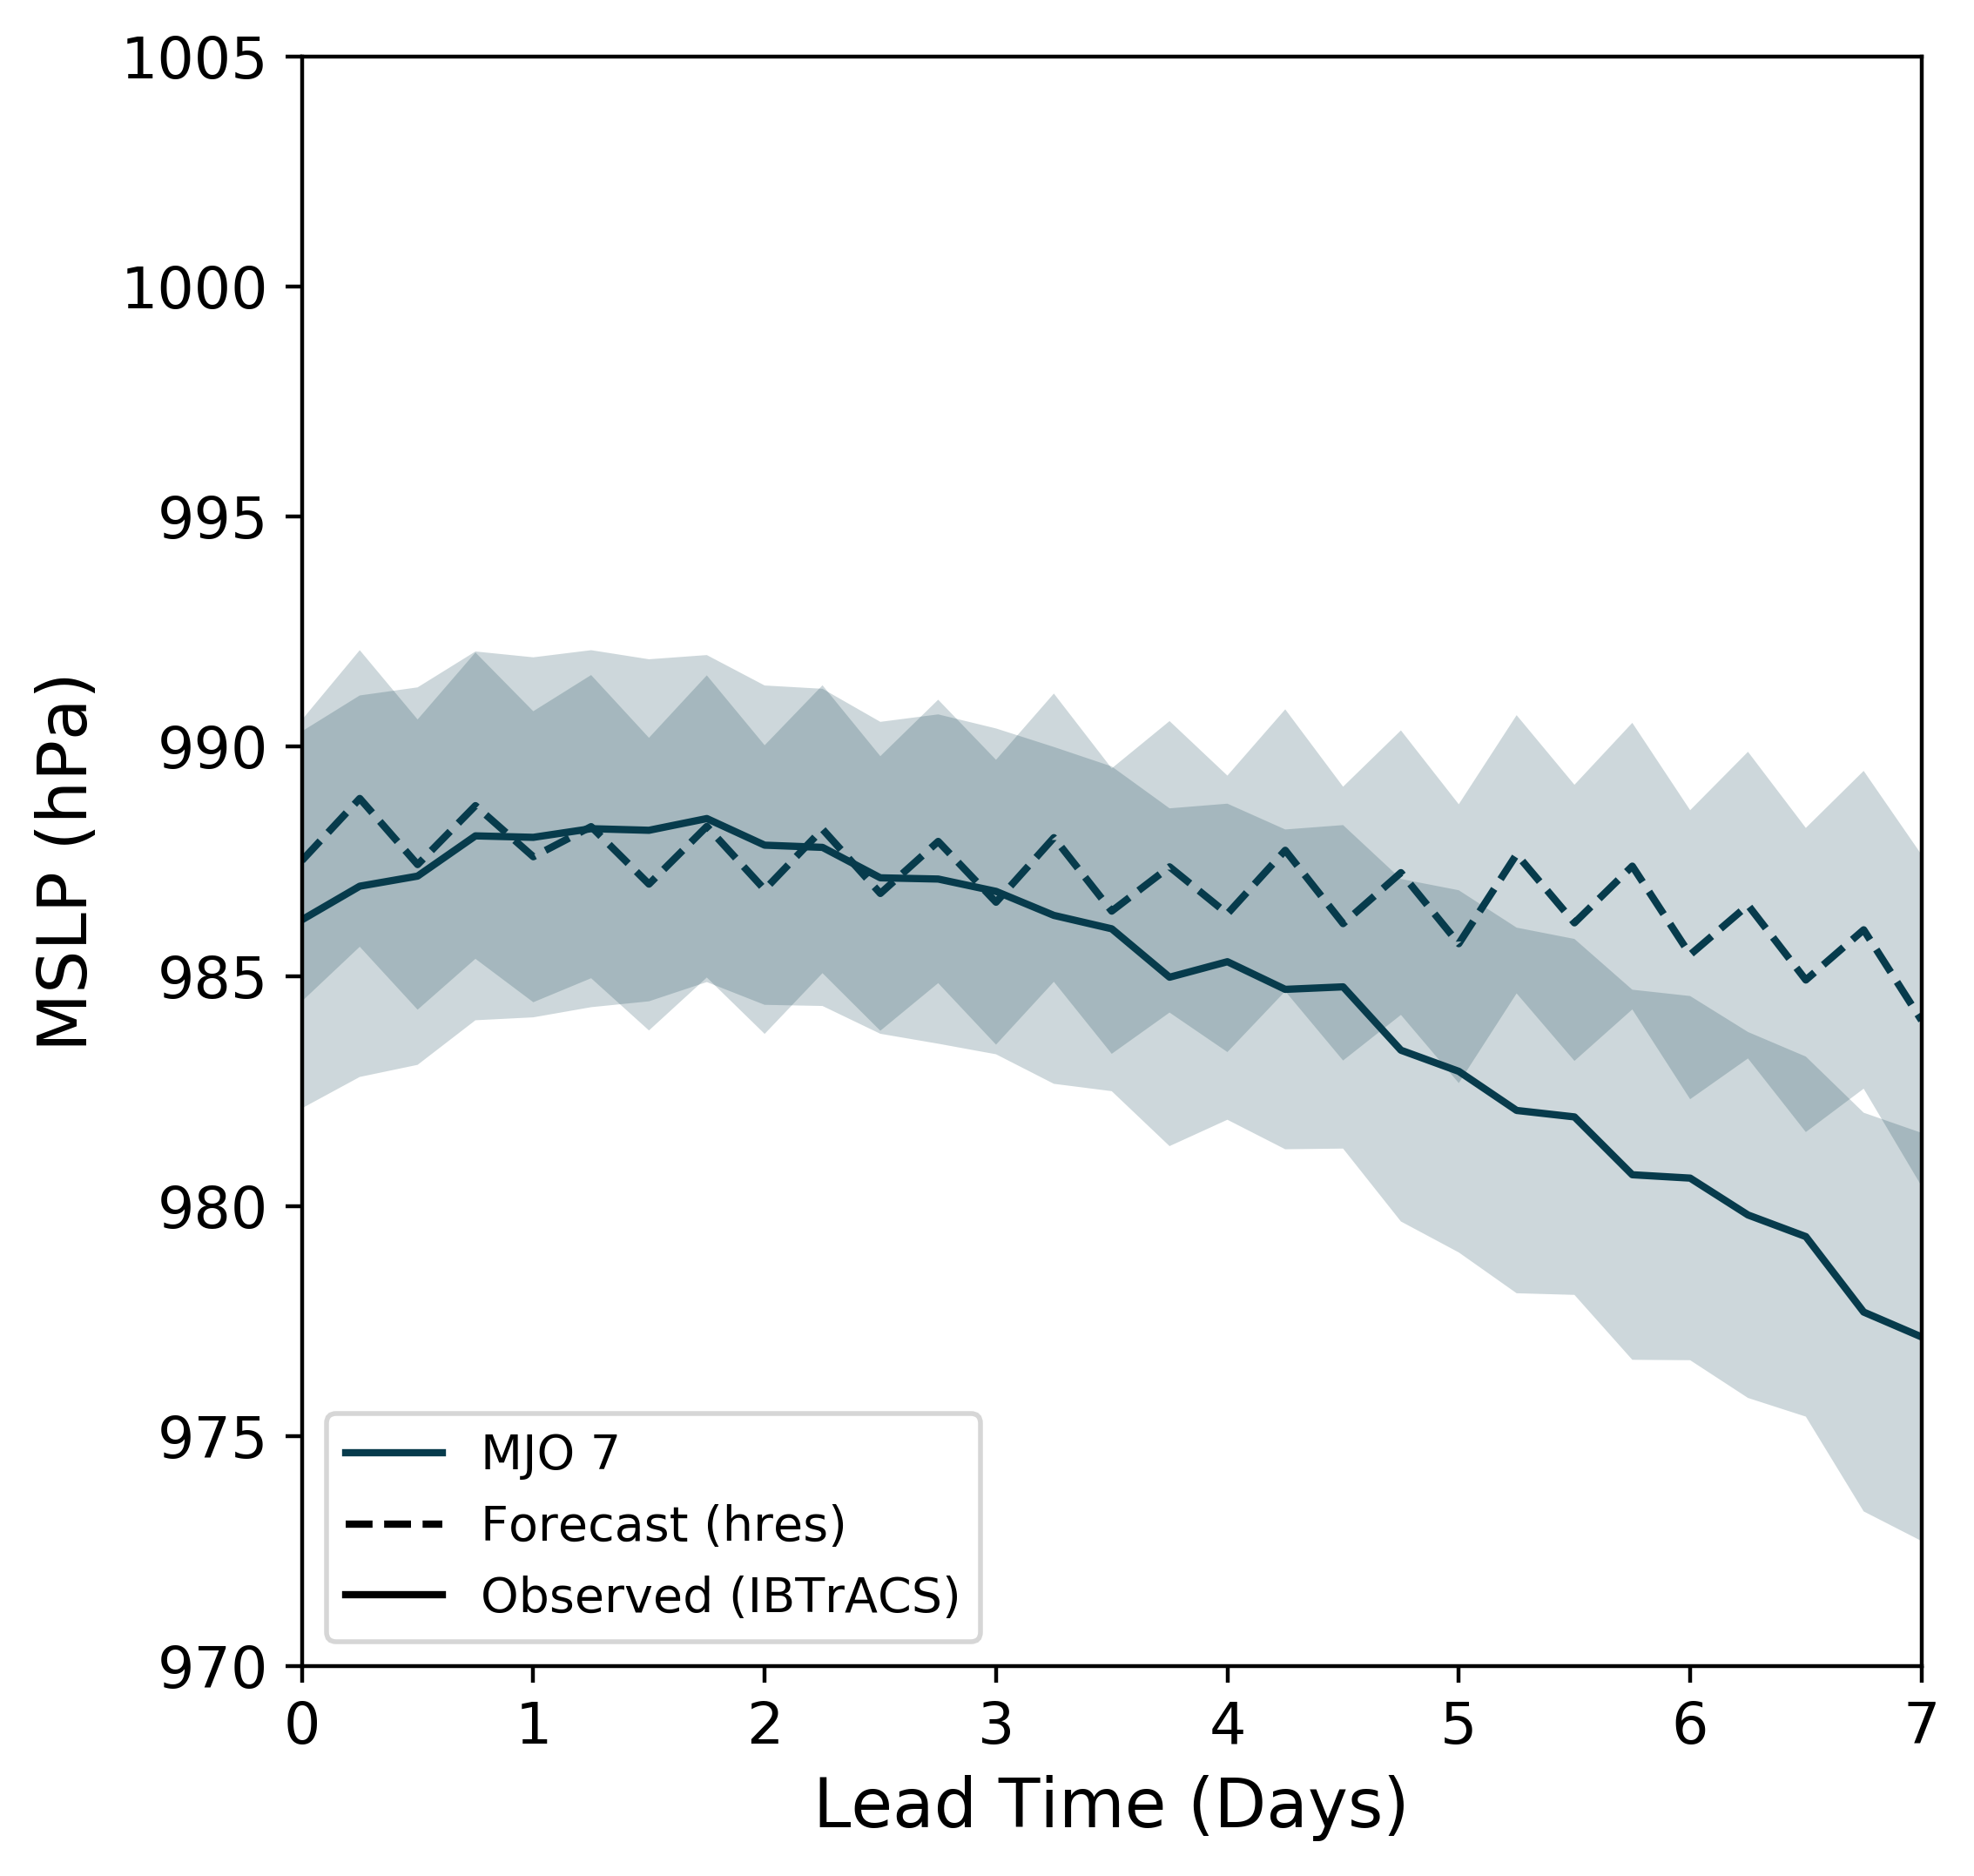 1005
1000
995
990
985
980
975
970
MSLP (hPa)
MJO 7
Forecast (hres)
Observed (IBTrACS)
0 1 2 3 4 5 6 7
Lead Time (Days)